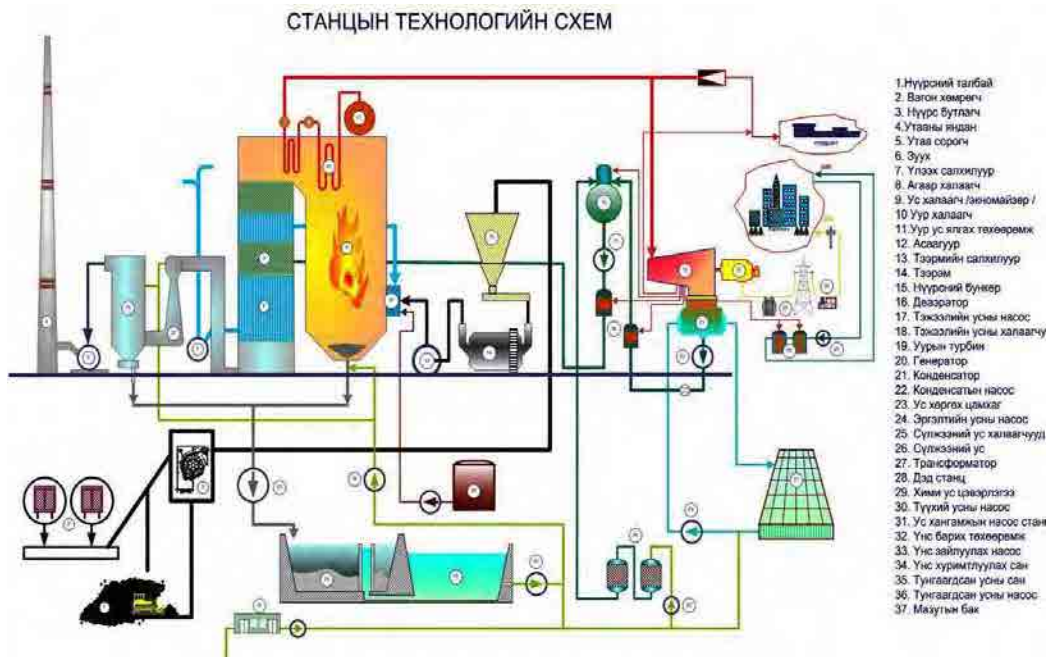 СТАНЦЫН ТЕХНОЛОГИЙН СХЕМ
1.Нүүрсний талбай
2. Вагон хөмрөгч
3. Нүүрс бутлагч
4.Утааны яндан
5. Утаа сорогч
6. Зуух
7. Үлээх салхилуур
8. Агаар халаагч
9. Ус халаагч /экномайзер /
10 Уур халаагч
11.Уур ус ялгах төхөөрөмж
12. Асаагуур
13. Тээрмийн салхилуур
14. Тээрэм
15. Нүүрсний бункер
16. Деаэратор
17. Тэжээлийн усны насос
18. Тэжээлийн усны халаагчу
19. Уурын турбин
20. Генератор
21. Конденсатор
22. Конденсатын насос
23. Ус хөргөх цамхаг
24. Эргэлтийн усны насос
25. Сүлжээний ус халаагчууд
26. Сүлжээний ус
27. Трансформатор
28. Дэд станц
29. Хими ус цэвэрлэгээ
30. Түүхий усны насос
31. Ус хангамжын насос стан
32. Үнс барих төхөөрөмж
33. Үнс зайлуулах насос
34. Үнс хуримтлуулах сан
35. Тунгаагдсан усны сан
36. Тунгаагдсан усны насос
37. Мазутын бак